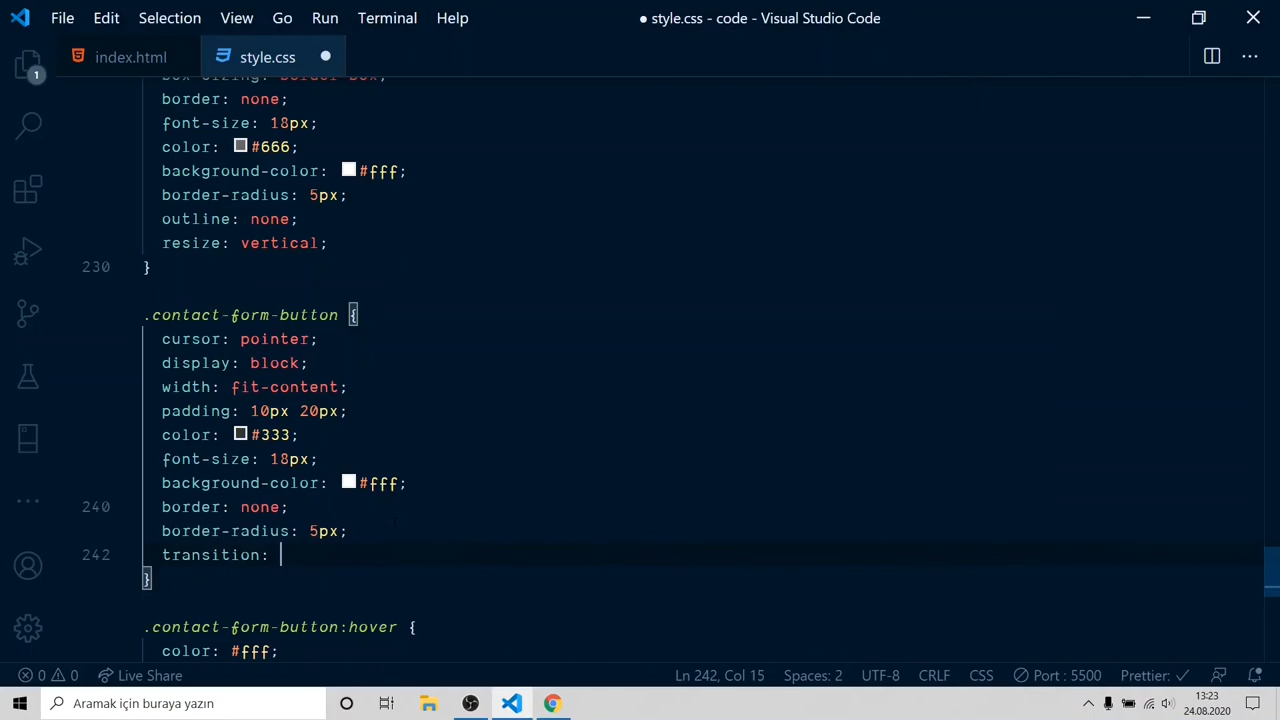 File Edit Selection View Go Run Terminal Help
● style.css - code - Visual Studio Code
index.html
style.css
1
box-sizing: border-box;
border: none;
font-size: 18px;
color: #666;
background-color: #fff;
border-radius: 5px;
outline: none;
resize: vertical;
230 }
.contact-form-button {
cursor: pointer;
display: block;
width: fit-content;
padding: 10px 20px;
color: #333;
font-size: 18px;
background-color: #fff;
240 border: none;
border-radius: 5px;
242 transition:
}
.contact-form-button:hover {
color: #fff;
0 0 Live Share Ln 242, Col 15 Spaces: 2 UTF-8 CRLF CSS Port : 5500 Prettier: ✓
Aramak için buraya yazın
13:23
24.08.2020